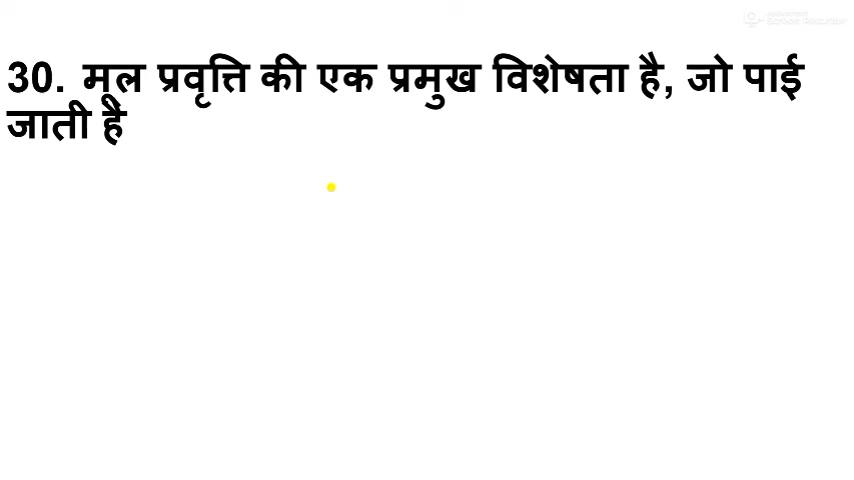 30. मूल प्रवृत्ति की एक प्रमुख विशेषता है, जो पाई
जाती है